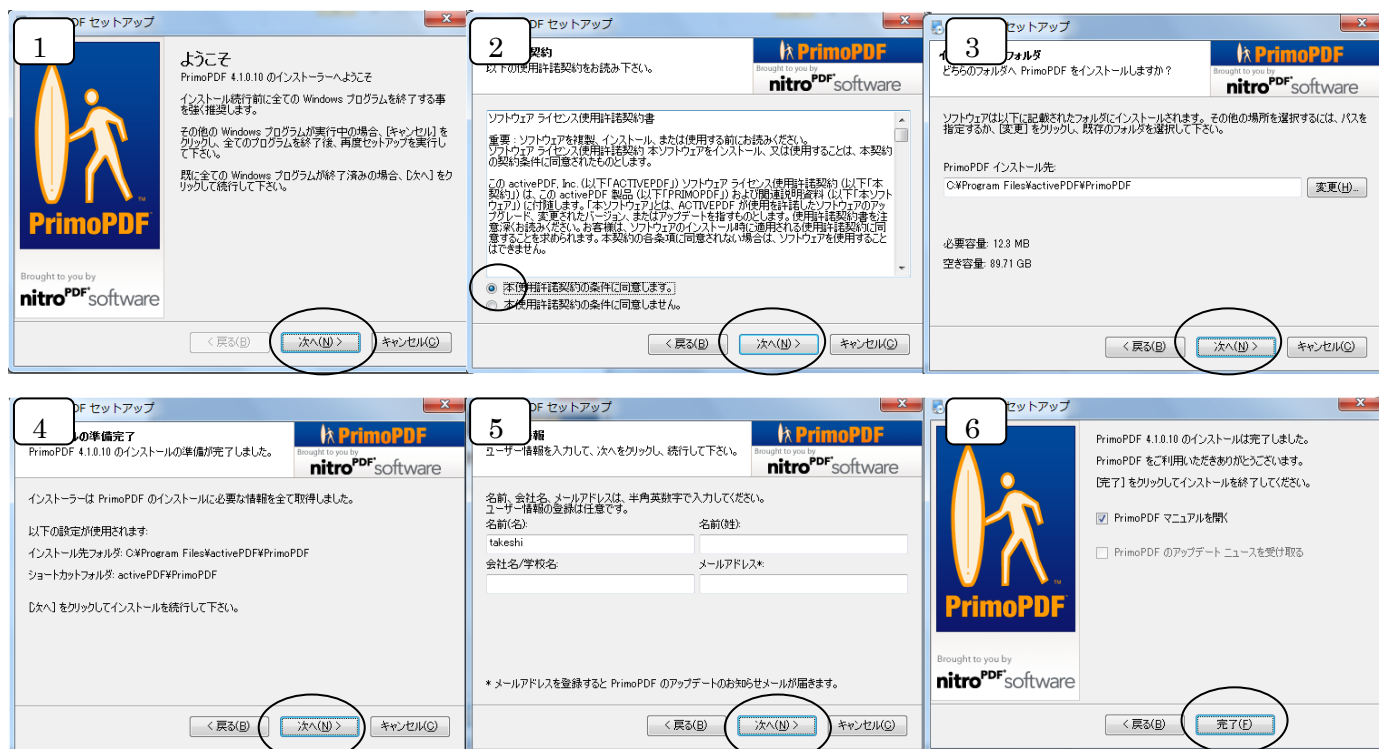 1
DF セットアップ
ようこそ
PrimoPDF 4.1.0.10 のインストーラーへようこそ
インストール続行前に全ての Windows プログラムを終了する事
を強く推奨します。
その他の Windows プログラムが実行中の場合、[キャンセル] を
クリックし、全てのプログラムを終了後、再度セットアップを実行し
て下さい。
既に全ての Windows プログラムが終了済みの場合、[次へ] をク
リックして続行して下さい。
PrimoPDF
Brought to you by
nitroPDF software
< 戻る(B)
次へ(N) >
キャンセル(C)
2
DF セットアップ
契約
以下の使用許諾契約をお読み下さい。
PrimoPDF
Brought to you by
nitroPDF software
ソフトウェア ライセンス使用許諾契約書
重要 : ソフトウェアを複製、インストール、または使用する前にお読みください。
ソフトウェア ライセンス使用許諾契約 本ソフトウェアをインストール、又は使用することは、本契約
の契約条件に同意されたものとします。
この activePDF, Inc. (以下「ACTIVEPDF」) ソフトウェア ライセンス使用許諾契約 (以下「本
契約」) は、この activePDF 製品 (以下「PRIMOPDF」) および関連説明資料 (以下「本ソフト
ウェア」) に付随します。「本ソフトウェア」とは、ACTIVEPDF が使用を許諾したソフトウェアのアッ
プグレード、変更されたバージョン、またはアップデートを指すものとします。使用許諾契約書を注
意深くお読みください。お客様は、ソフトウェアのインストール時に適用される使用許諾契約に同
意することを求められます。本契約の各条項に同意されない場合は、ソフトウェアを使用すること
はできません。
本使用許諾契約の条件に同意します。
本使用許諾契約の条件に同意しません。
< 戻る(B)
次へ(N) >
キャンセル(C)
3
セットアップ
フォルダ
どちらのフォルダへ PrimoPDF をインストールしますか ?
PrimoPDF
Brought to you by
nitroPDF software
ソフトウェアは以下に記載されたフォルダにインストールされます。その他の場所を選択するには、パスを
指定するか、[変更] をクリックし、既存のフォルダを選択して下さい。
PrimoPDF インストール先:
C:¥Program Files¥activePDF¥PrimoPDF
変更(H)...
必要容量: 12.3 MB
空き容量: 89.71 GB
< 戻る(B)
次へ(N) >
キャンセル(C)
4
DF セットアップ
ルの準備完了
PrimoPDF 4.1.0.10 のインストールの準備が完了しました。
PrimoPDF
Brought to you by
nitroPDF software
インストーラーは PrimoPDF のインストールに必要な情報を全て取得しました。
以下の設定が使用されます:
インストール先フォルダ: C:¥Program Files¥activePDF¥PrimoPDF
ショートカットフォルダ: activePDF¥PrimoPDF
[次へ] をクリックしてインストールを続行して下さい。
< 戻る(B)
次へ(N) >
キャンセル(C)
5
DF セットアップ
報
ユーザー情報を入力して、次へをクリックし、続行して下さい。
PrimoPDF
Brought to you by
nitroPDF software
名前、会社名、メールアドレスは、半角英数字で入力してください。
ユーザー情報の登録は任意です。
名前(名):
名前(姓):
takeshi
会社名/学校名:
メールアドレス*:
* メールアドレスを登録すると PrimoPDF のアップデートのお知らせメールが届きます。
< 戻る(B)
次へ(N) >
キャンセル(C)
6
セットアップ
PrimoPDF 4.1.0.10 のインストールは完了しました。
PrimoPDF をご利用いただきありがとうございます。
[完了] をクリックしてインストールを終了してください。
PrimoPDF マニュアルを開く
PrimoPDF のアップデート ニュースを受け取る
PrimoPDF
Brought to you by
nitroPDF software
< 戻る(B)
完了(F)